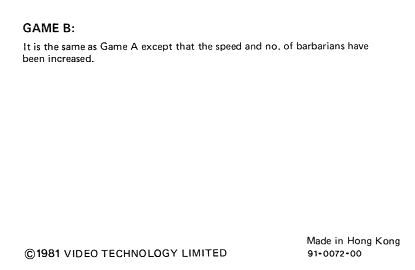 GAME B:
It is the same as Game A except that the speed and no. of barbarians have
been increased.
Made in Hong Kong
©1981 VIDEO TECHNOLOGY LIMITED
91-0072-00